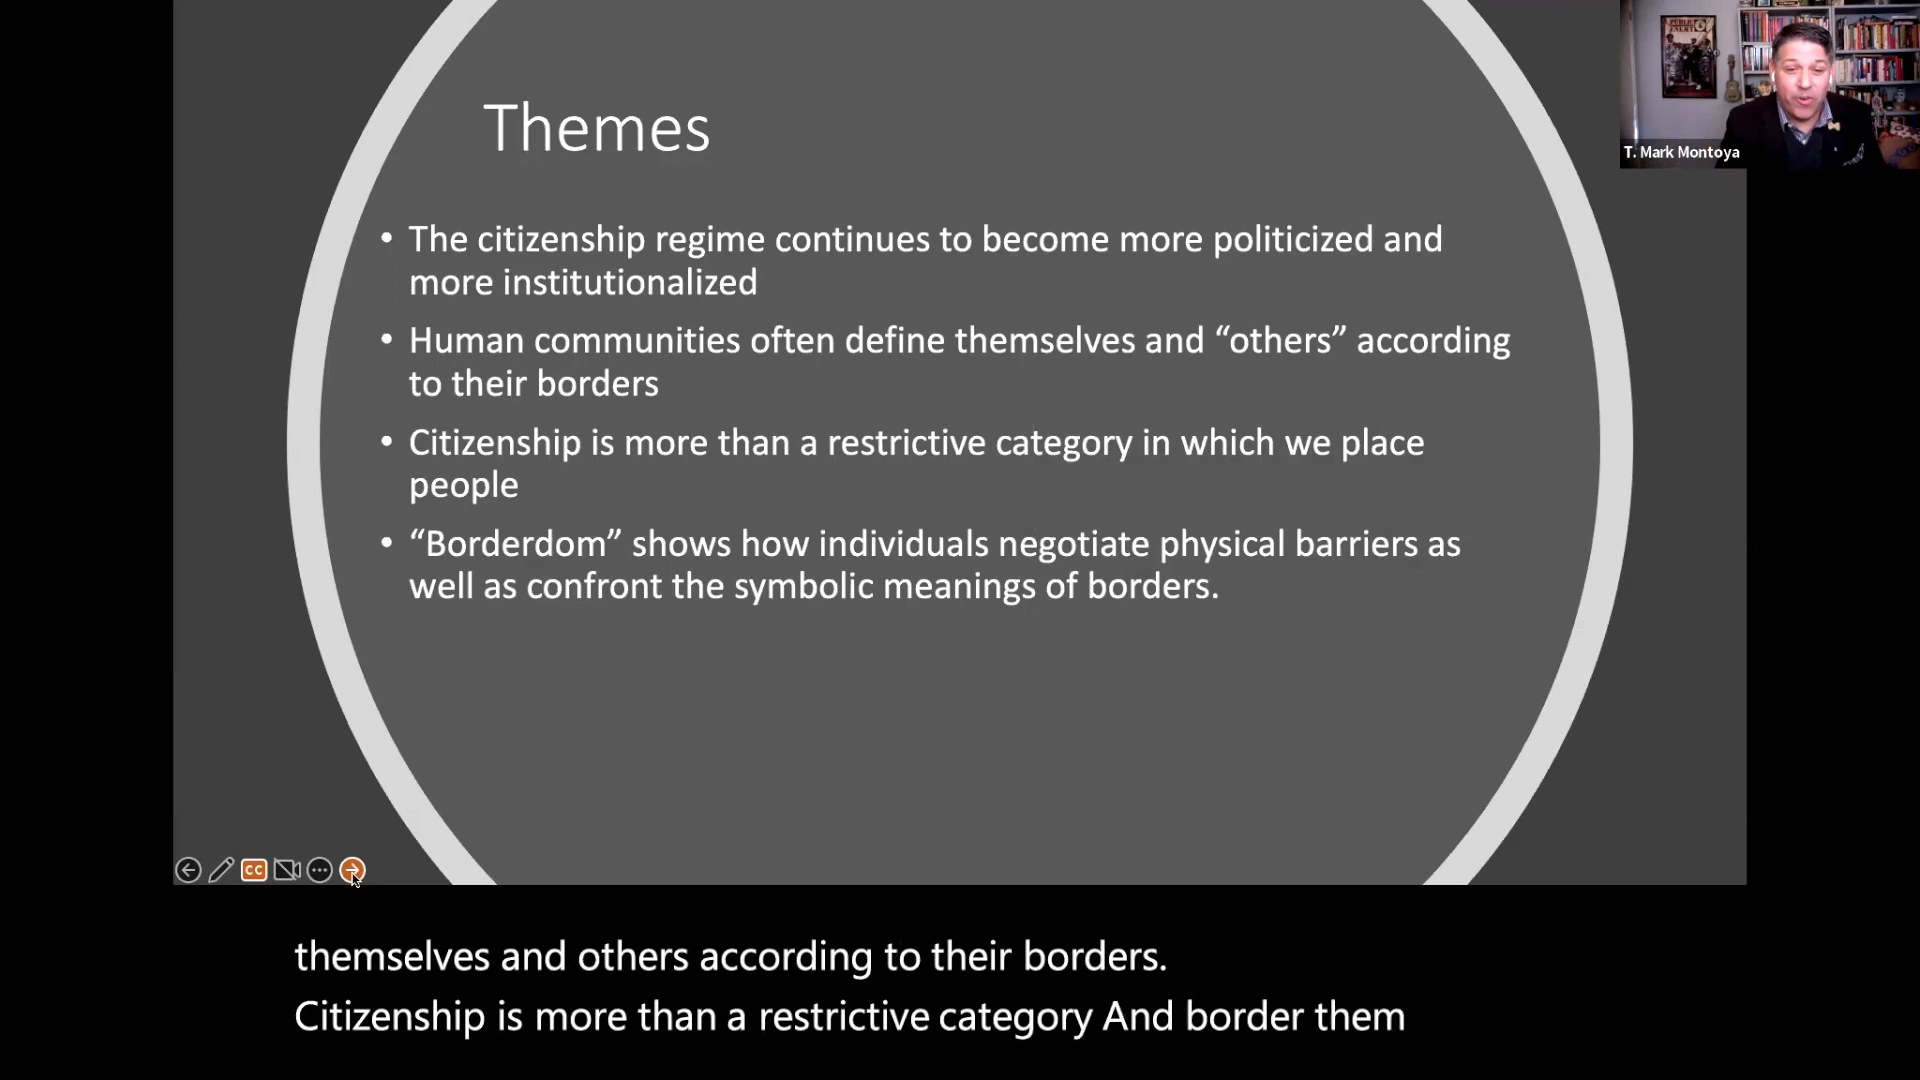 Themes
• The citizenship regime continues to become more politicized and
more institutionalized
• Human communities often define themselves and “others” according
to their borders
• Citizenship is more than a restrictive category in which we place
people
• “Borderdom” shows how individuals negotiate physical barriers as
well as confront the symbolic meanings of borders.
PUBLIC
ENEMY
T. Mark Montoya
CC
themselves and others according to their borders.
Citizenship is more than a restrictive category And border them